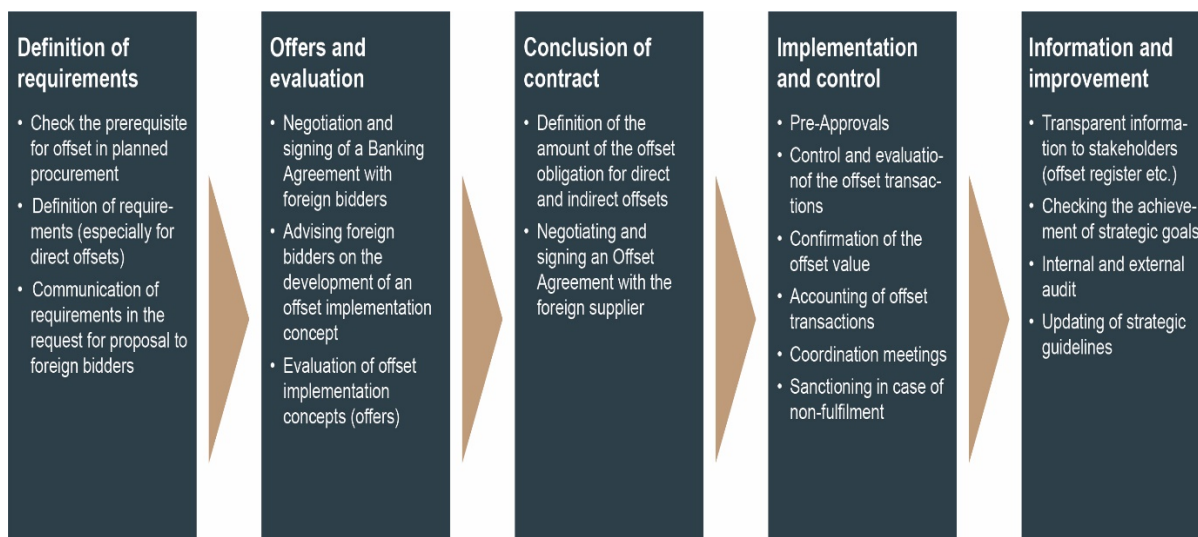 Definition of
requirements
• Check the prerequisite
for offset in planned
procurement
• Definition of require-
ments (especially for
direct offsets)
• Communication of
requirements in the
request for proposal to
foreign bidders
Offers and
evaluation
• Negotiation and
signing of a Banking
Agreement with
foreign bidders
• Advising foreign
bidders on the
development of an
offset implementation
concept
• Evaluation of offset
implementation
concepts (offers)
Conclusion of
contract
• Definition of the
amount of the offset
obligation for direct
and indirect offsets
• Negotiating and
signing an Offset
Agreement with the
foreign supplier
Implementation
and control
• Pre-Approvals
• Control and evaluatio-
nof the offset transac-
tions
• Confirmation of the
offset value
• Accounting of offset
transactions
• Coordination meetings
• Sanctioning in case of
non-fulfilment
Information and
improvement
• Transparent informa-
tion to stakeholders
(offset register etc.)
• Checking the achieve-
ment of strategic goals
• Internal and external
audit
• Updating of strategic
guidelines